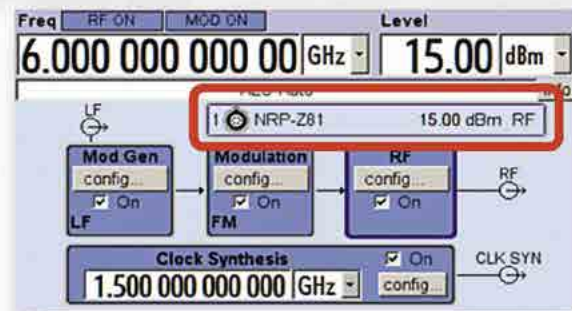 Freq RF ON MOD ON Level
6.000 000 000 00 GHz 15.00 dBm
1 NRP-Z81 15.00 dBm RF
LF
Mod Gen Modulation RF
config... config... config... RF
On On On
LF FM
Clock Synthesis On CLK SYN
1.500 000 000 000 GHz config...